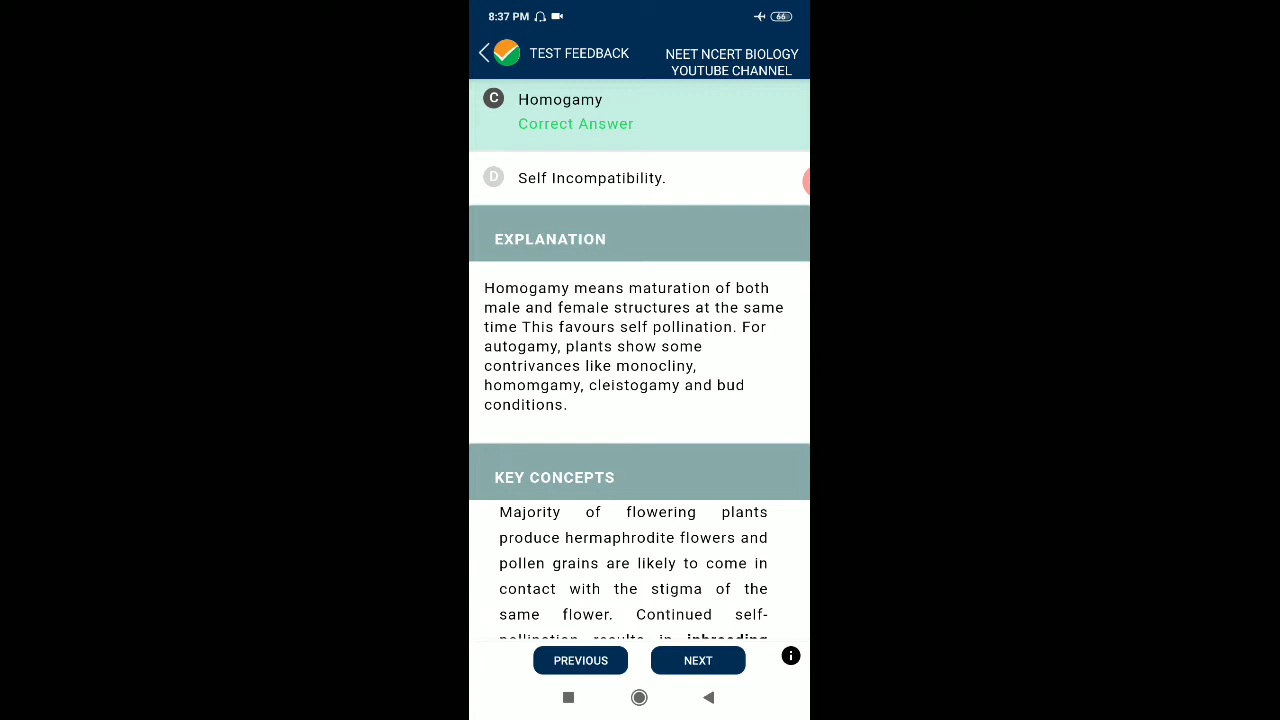 8:37 PM
66
TEST FEEDBACK
NEET NCERT BIOLOGY
YOUTUBE CHANNEL
C Homogamy
Correct Answer
D Self Incompatibility.
EXPLANATION
Homogamy means maturation of both
male and female structures at the same
time This favours self pollination. For
autogamy, plants show some
contrivances like monocliny,
homomgamy, cleistogamy and bud
conditions.
KEY CONCEPTS
Majority of flowering plants
produce hermaphrodite flowers and
pollen grains are likely to come in
contact with the stigma of the
same flower. Continued self-
pollination results in inbreeding
PREVIOUS NEXT